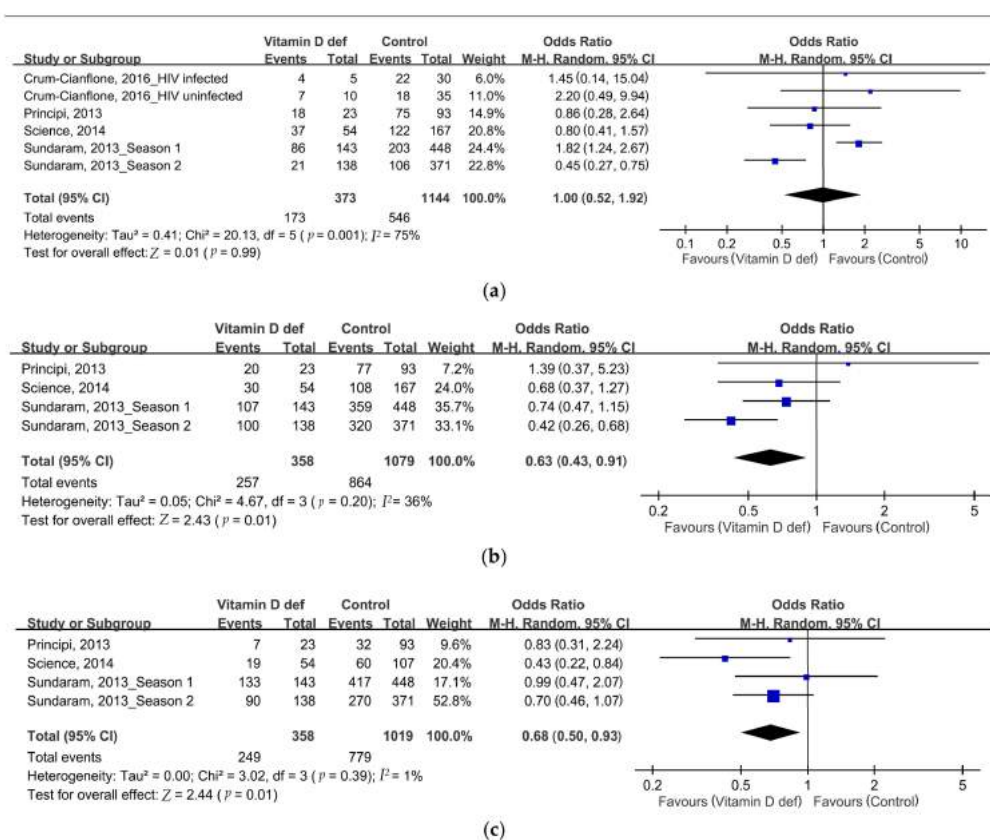 Vitamin D def Control Odds Ratio Odds Ratio
Study or Subgroup Events Total Events Total Weight M-H. Random. 95% CI M-H. Random. 95% CI
Crum-Cianflone, 2016_HIV infected 4 5 22 30 6.0% 1.45 (0.14, 15.04)
Crum-Cianflone, 2016_HIV uninfected 7 10 18 35 11.0% 2.20 (0.49, 9.94)
Principi, 2013 18 23 75 93 14.9% 0.86 (0.28, 2.64)
Science, 2014 37 54 122 167 20.8% 0.80 (0.41, 1.57)
Sundaram, 2013_Season 1 86 143 203 448 24.4% 1.82 (1.24, 2.67)
Sundaram, 2013_Season 2 21 138 106 371 22.8% 0.45 (0.27, 0.75)
Total (95% CI) 373 1144 100.0% 1.00 (0.52, 1.92)
Total events 173 546
Heterogeneity: Tau² = 0.41; Chi² = 20.13, df = 5 (p = 0.001); I² = 75%
Test for overall effect: Z = 0.01 (p = 0.99)
0.1 0.2 0.5 1 2 5 10
Favours (Vitamin D def) Favours (Control)
(a)
Vitamin D def Control Odds Ratio Odds Ratio
Study or Subgroup Events Total Events Total Weight M-H. Random. 95% CI M-H. Random. 95% CI
Principi, 2013 20 23 77 93 7.2% 1.39 (0.37, 5.23)
Science, 2014 30 54 108 167 24.0% 0.68 (0.37, 1.27)
Sundaram, 2013_Season 1 107 143 359 448 35.7% 0.74 (0.47, 1.15)
Sundaram, 2013_Season 2 100 138 320 371 33.1% 0.42 (0.26, 0.68)
Total (95% CI) 358 1079 100.0% 0.63 (0.43, 0.91)
Total events 257 864
Heterogeneity: Tau² = 0.05; Chi² = 4.67, df = 3 (p = 0.20); I² = 36%
Test for overall effect: Z = 2.43 (p = 0.01)
0.2 0.5 1 2 5
Favours (Vitamin D def) Favours (Control)
(b)
Vitamin D def Control Odds Ratio Odds Ratio
Study or Subgroup Events Total Events Total Weight M-H. Random. 95% CI M-H. Random. 95% CI
Principi, 2013 7 23 32 93 9.6% 0.83 (0.31, 2.24)
Science, 2014 19 54 60 107 20.4% 0.43 (0.22, 0.84)
Sundaram, 2013_Season 1 133 143 417 448 17.1% 0.99 (0.47, 2.07)
Sundaram, 2013_Season 2 90 138 270 371 52.8% 0.70 (0.46, 1.07)
Total (95% CI) 358 1019 100.0% 0.68 (0.50, 0.93)
Total events 249 779
Heterogeneity: Tau² = 0.00; Chi² = 3.02, df = 3 (p = 0.39); I² = 1%
Test for overall effect: Z = 2.44 (p = 0.01)
0.2 0.5 1 2 5
Favours (Vitamin D def) Favours (Control)
(c)